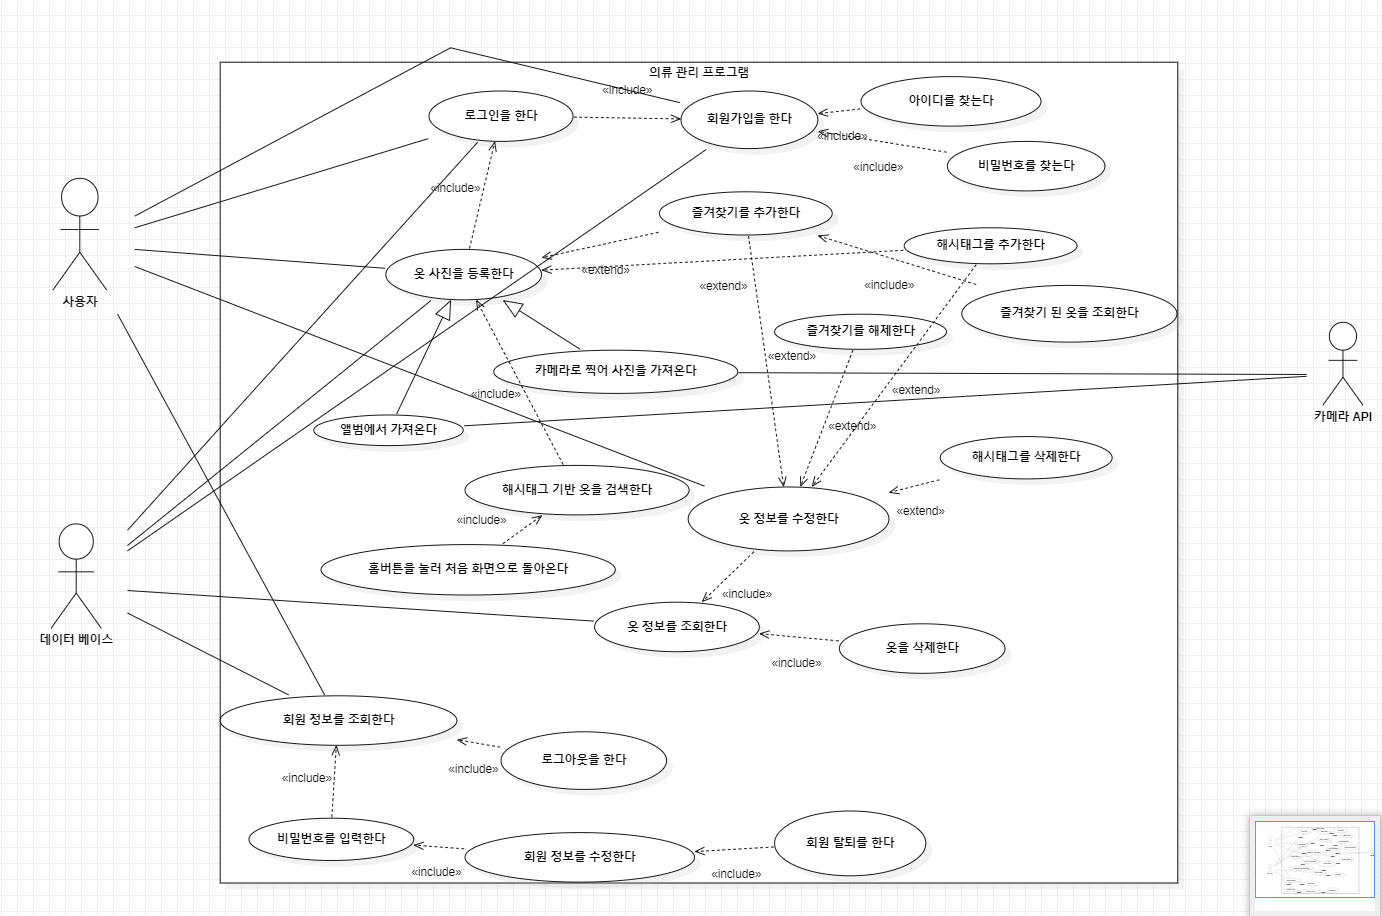 의류 관리 프로그램
«include»
로그인을 한다
회원가입을 한다
아이디를 찾는다
«include»
비밀번호를 찾는다
«include»
«include»
즐겨찾기를 추가한다
해시태그를 추가한다
옷 사진을 등록한다
«extend»
«extend»
«include»
사용자
즐겨찾기 된 옷을 조회한다
즐겨찾기를 해제한다
«extend»
카메라로 찍어 사진을 가져온다
«include»
«extend»
카메라 API
앨범에서 가져온다
«extend»
해시태그를 삭제한다
해시태그 기반 옷을 검색한다
«extend»
«include»
옷 정보를 수정한다
홈버튼을 눌러 처음 화면으로 돌아온다
«include»
데이터 베이스
옷 정보를 조회한다
옷을 삭제한다
«include»
회원 정보를 조회한다
로그아웃을 한다
«include»
«include»
비밀번호를 입력한다
회원 정보를 수정한다
회원 탈퇴를 한다
«include»
«include»